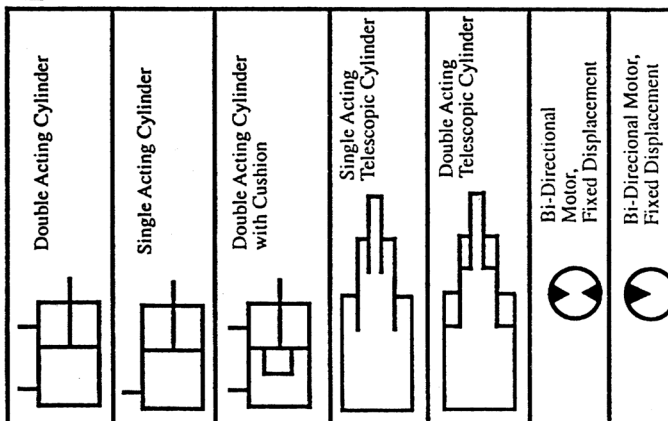 Double Acting Cylinder
Single Acting Cylinder
Double Acting Cylinder
with Cushion
Single Acting
Telescopic Cylinder
Double Acting
Telescopic Cylinder
Bi-Directional
Motor,
Fixed Displacement
Bi-Direcional Motor,
Fixed Displacement